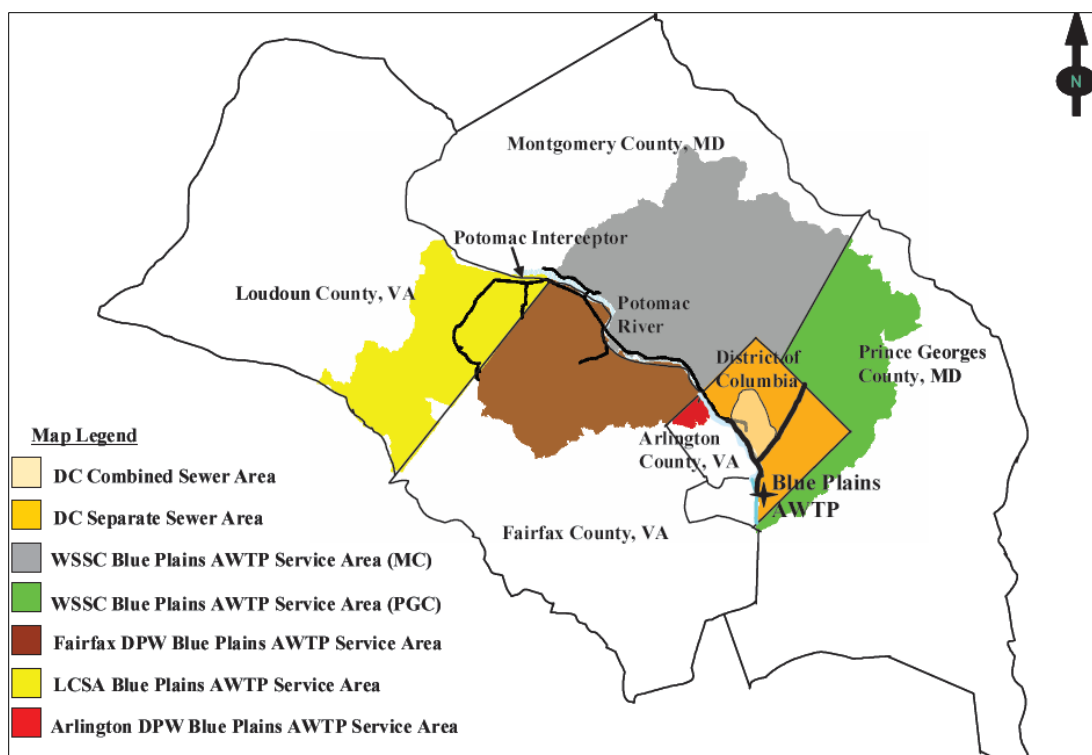 N
Montgomery County, MD
Potomac Interceptor
Loudoun County, VA
Potomac
River
District of
Columbia
Prince Georges
County, MD
Arlington
County, VA
Blue Plains
AWTP
Fairfax County, VA
Map Legend
DC Combined Sewer Area
DC Separate Sewer Area
WSSC Blue Plains AWTP Service Area (MC)
WSSC Blue Plains AWTP Service Area (PGC)
Fairfax DPW Blue Plains AWTP Service Area
LCSA Blue Plains AWTP Service Area
Arlington DPW Blue Plains AWTP Service Area